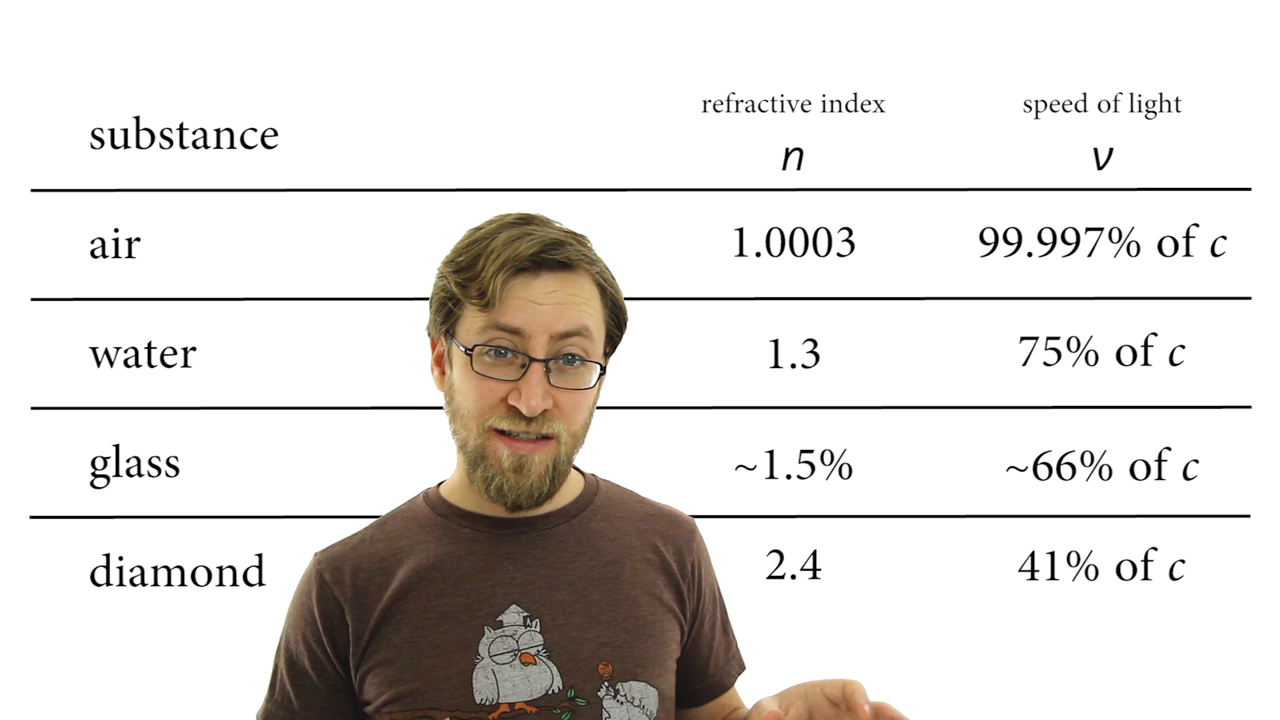 refractive index speed of light
substance n v
air 1.0003 99.997% of c
water 1.3 75% of c
glass ~1.5% ~66% of c
diamond 2.4 41% of c